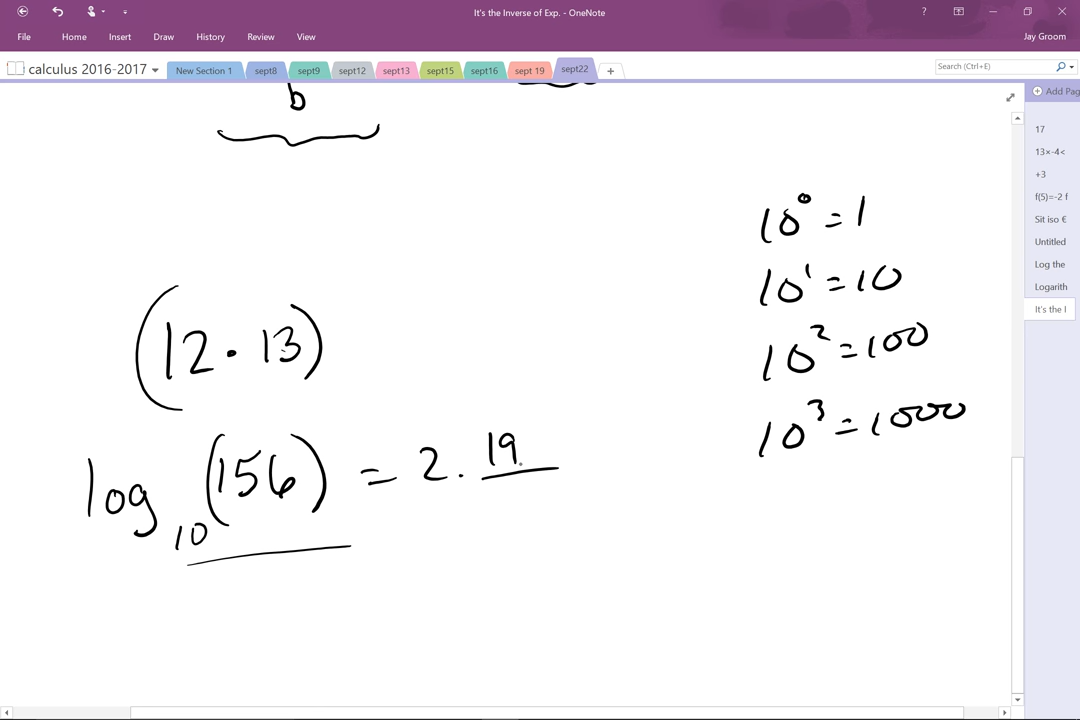 It's the Inverse of Exp. - OneNote
?
File Home Insert Draw History Review View
Jay Groom
calculus 2016-2017 New Section 1 sept8 sept9 sept12 sept13 sept15 sept16 sept 19 sept22 +
Search (Ctrl+E)
Add Pag
17
13×-4<
+3
f(5)=-2 f
Sit iso €
Untitled
Log the
Logarith
It's the I
b
10⁰ = 1
10¹ = 10
10² = 100
10³ = 1000
(12 · 13)
log₁₀(156) = 2.19